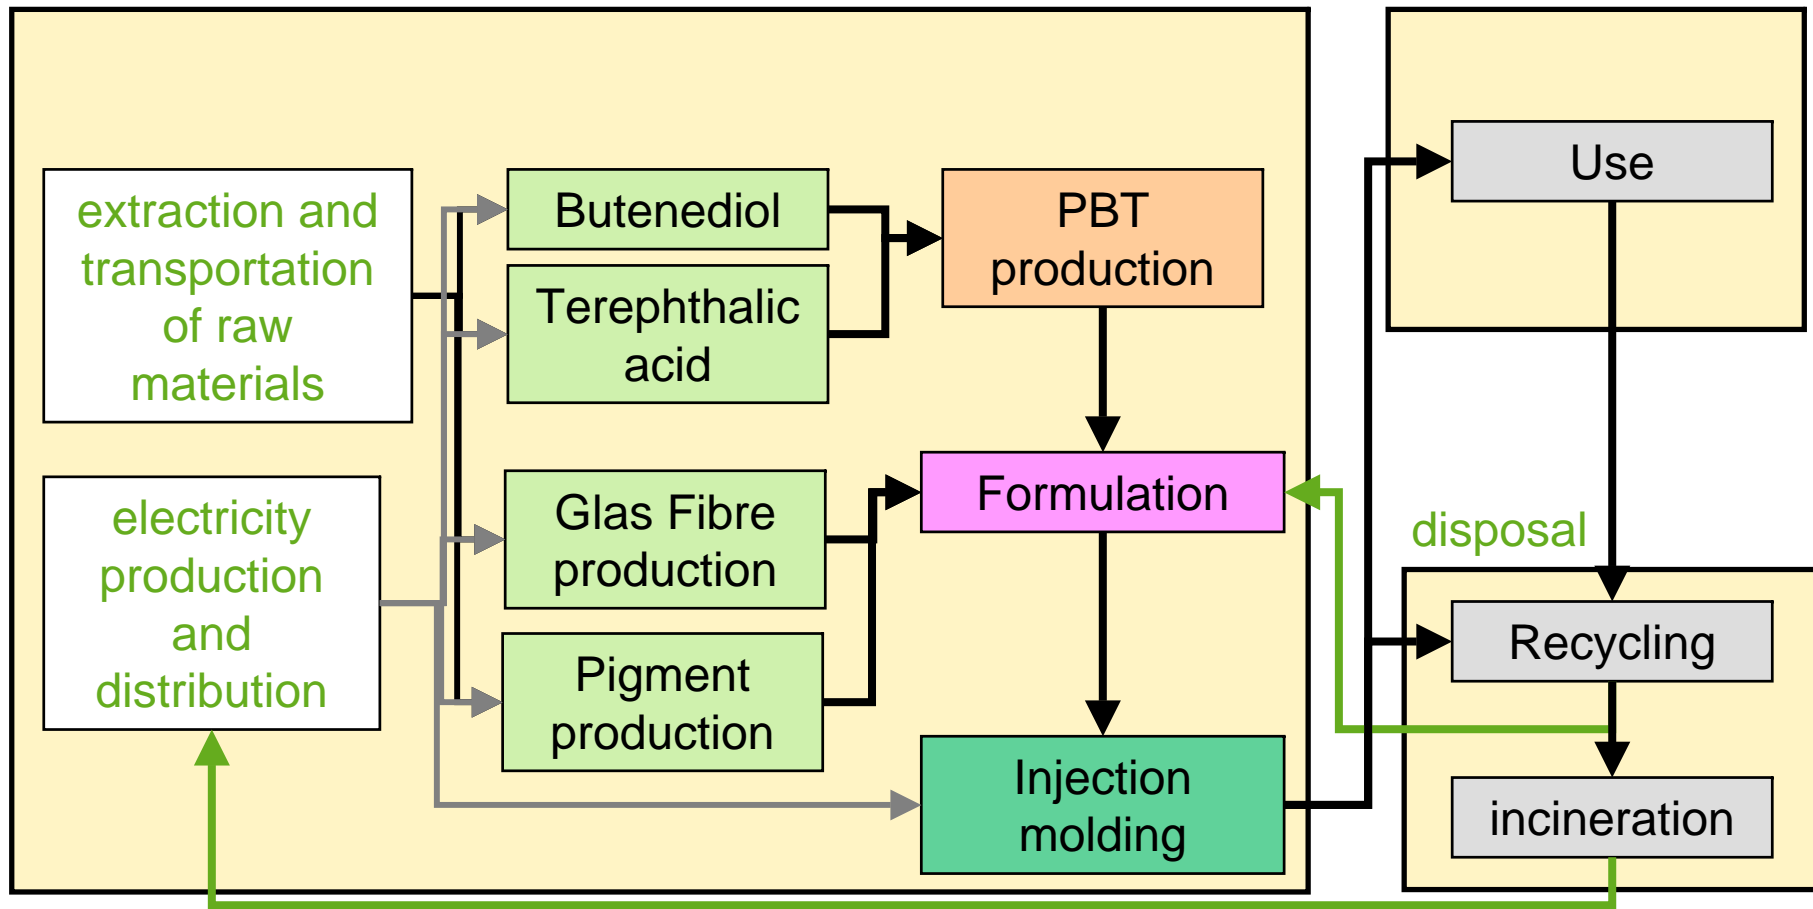 extraction and
transportation
of raw
materials
electricity
production
and
distribution
Butenediol
Terephthalic
acid
Glas Fibre
production
Pigment
production
PBT
production
Formulation
Injection
molding
Use
disposal
Recycling
incineration